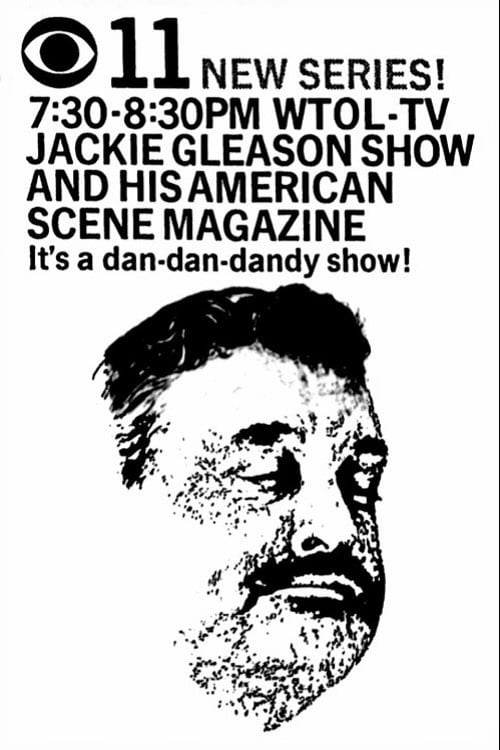 11 NEW SERIES!
7:30-8:30PM WTOL-TV
JACKIE GLEASON SHOW
AND HIS AMERICAN
SCENE MAGAZINE
It's a dan-dan-dandy show!